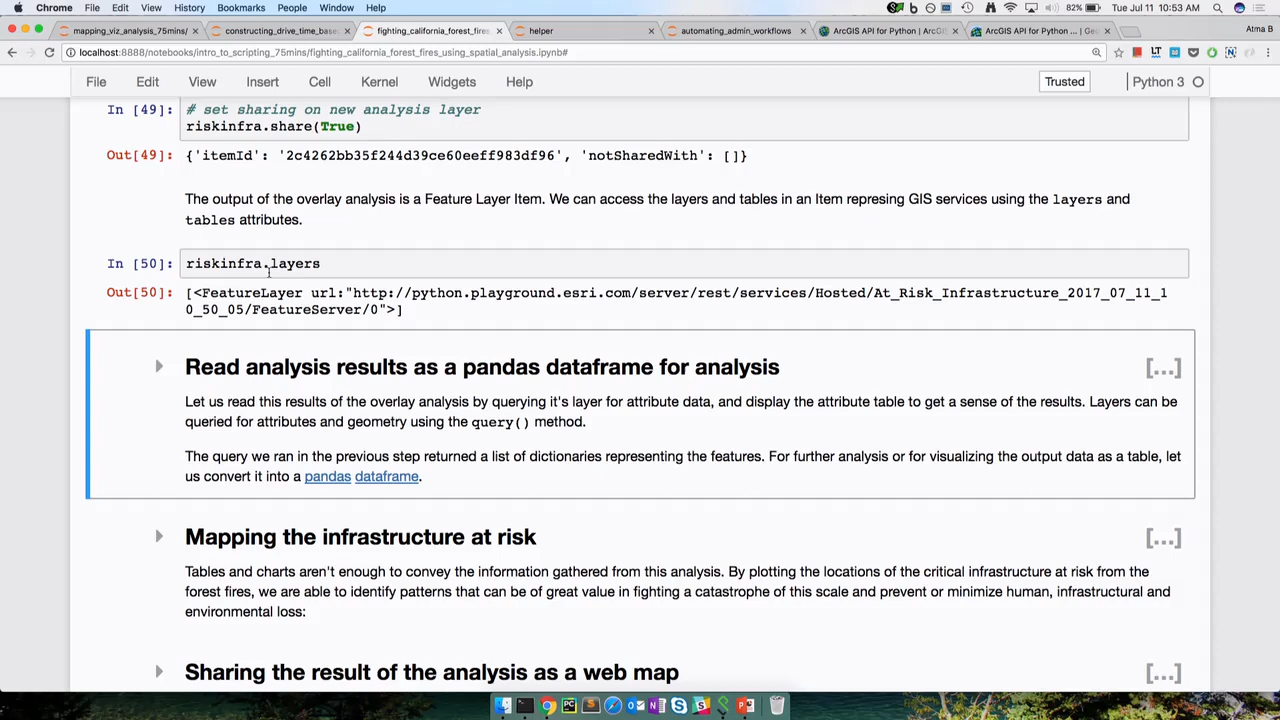 Chrome File Edit View History Bookmarks People Window Help 82% Tue Jul 11 10:53 AM
mapping_viz_analysis_75mins/ constructing_drive_time_base fighting_california_forest_fires helper automating_admin_workflows ArcGIS API for Python | ArcG ArcGIS API for Python ... | Ge Atma B
localhost:8888/notebooks/intro_to_scripting_75mins/fighting_california_forest_fires_using_spatial_analysis.ipynb#
File Edit View Insert Cell Kernel Widgets Help Trusted Python 3
In [49]: # set sharing on new analysis layer
riskinfra.share(True)
Out[49]: {'itemId': '2c4262bb35f244d39ce60eeff983df96', 'notSharedWith': []}
The output of the overlay analysis is a Feature Layer Item. We can access the layers and tables in an Item represing GIS services using the layers and
tables attributes.
In [50]: riskinfra.layers
Out[50]: [<FeatureLayer url:"http://python.playground.esri.com/server/rest/services/Hosted/At_Risk_Infrastructure_2017_07_11_1
0_50_05/FeatureServer/0">]
Read analysis results as a pandas dataframe for analysis [...]
Let us read this results of the overlay analysis by querying it's layer for attribute data, and display the attribute table to get a sense of the results. Layers can be
queried for attributes and geometry using the query() method.
The query we ran in the previous step returned a list of dictionaries representing the features. For further analysis or for visualizing the output data as a table, let
us convert it into a pandas dataframe.
Mapping the infrastructure at risk [...]
Tables and charts aren't enough to convey the information gathered from this analysis. By plotting the locations of the critical infrastructure at risk from the
forest fires, we are able to identify patterns that can be of great value in fighting a catastrophe of this scale and prevent or minimize human, infrastructural and
environmental loss:
Sharing the result of the analysis as a web map [...]